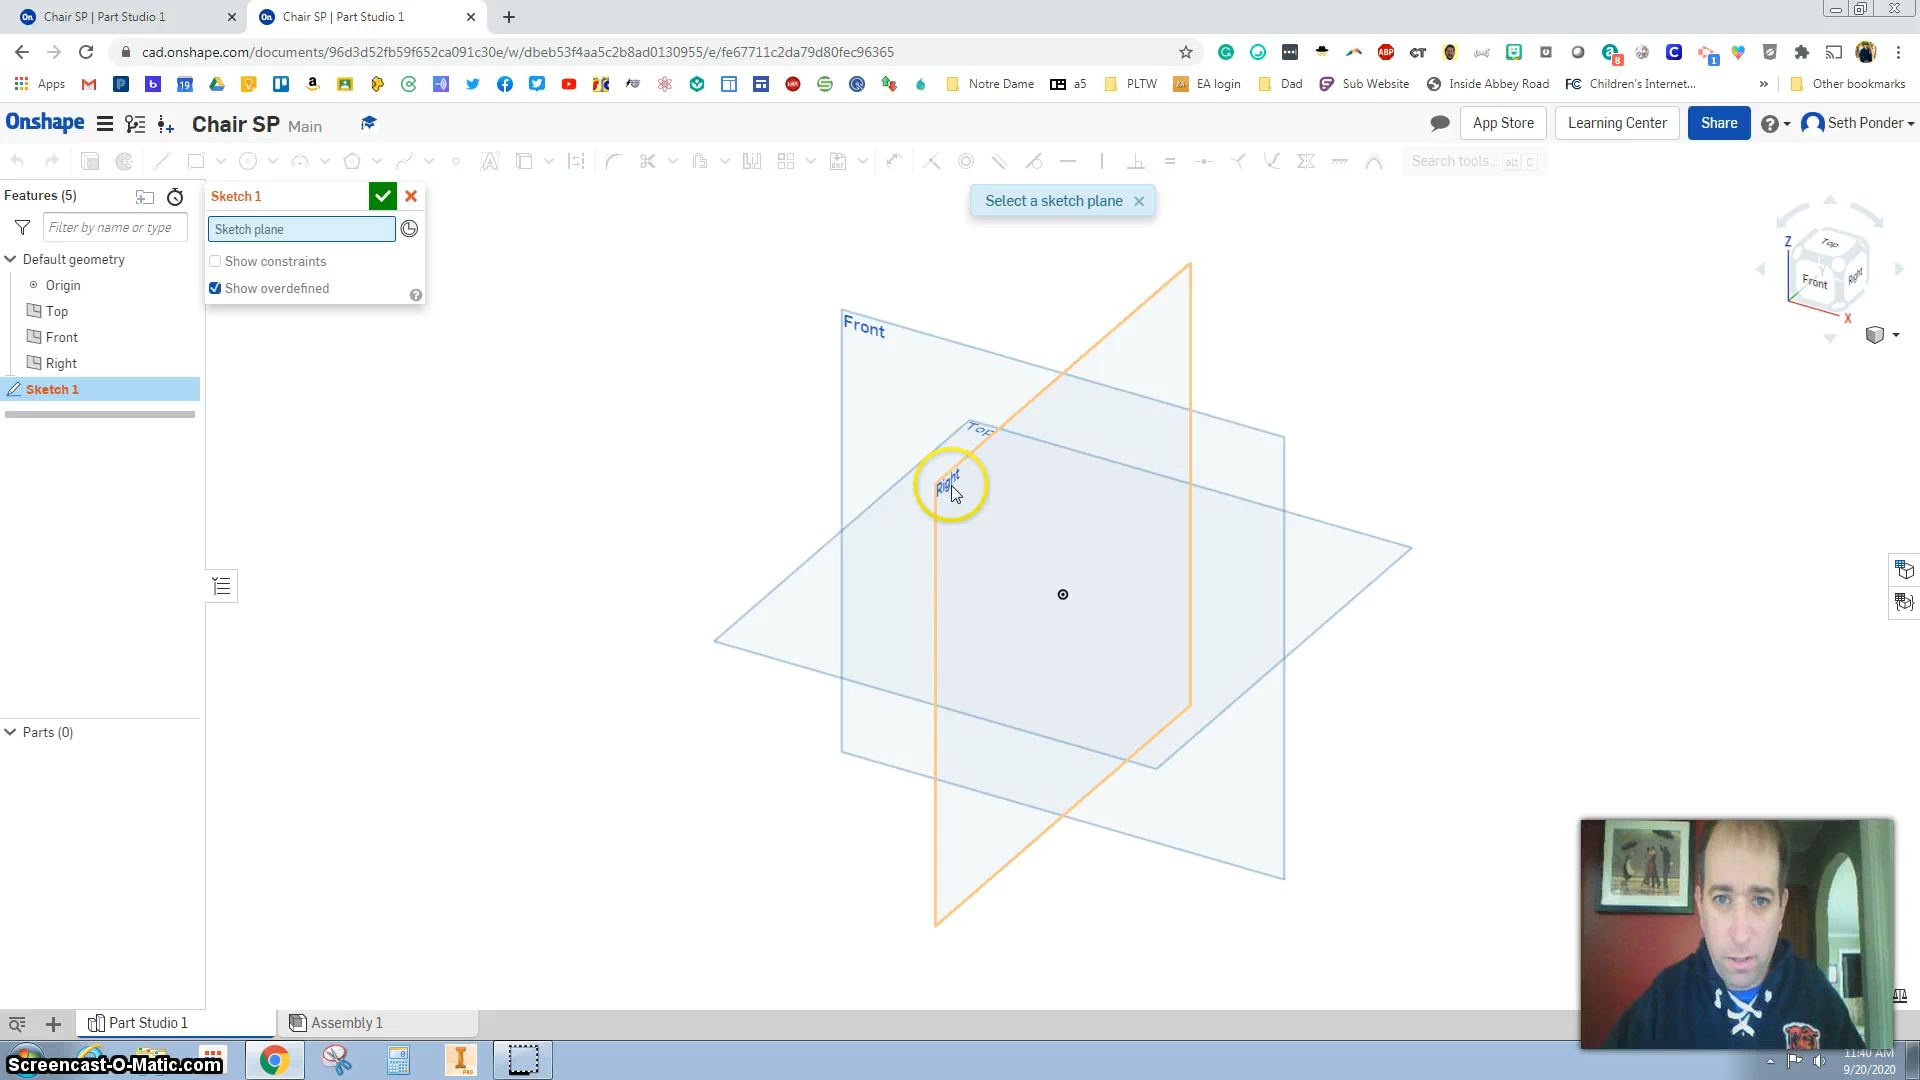 Chair SP | Part Studio 1
Chair SP | Part Studio 1
cad.onshape.com/documents/96d3d52fb59f652ca091c30e/w/dbeb53f4aa5c2b8ad0130955/e/fe67711c2da79d80fec96365
Apps
Notre Dame
a5
PLTW
EA login
Dad
Sub Website
Inside Abbey Road
Children's Internet...
»
Other bookmarks
Onshape
Chair SP Main
App Store
Learning Center
Share
Seth Ponder
Search tools... alt C
Features (5)
Filter by name or type
Default geometry
Origin
Top
Front
Right
Sketch 1
Parts (0)
Sketch 1
Sketch plane
Show constraints
Show overdefined
Select a sketch plane
Front
Top
Right
Z
Top
Front
Right
Y
X
Part Studio 1
Assembly 1
Screencast-O-Matic.com
11:40 AM
9/20/2020